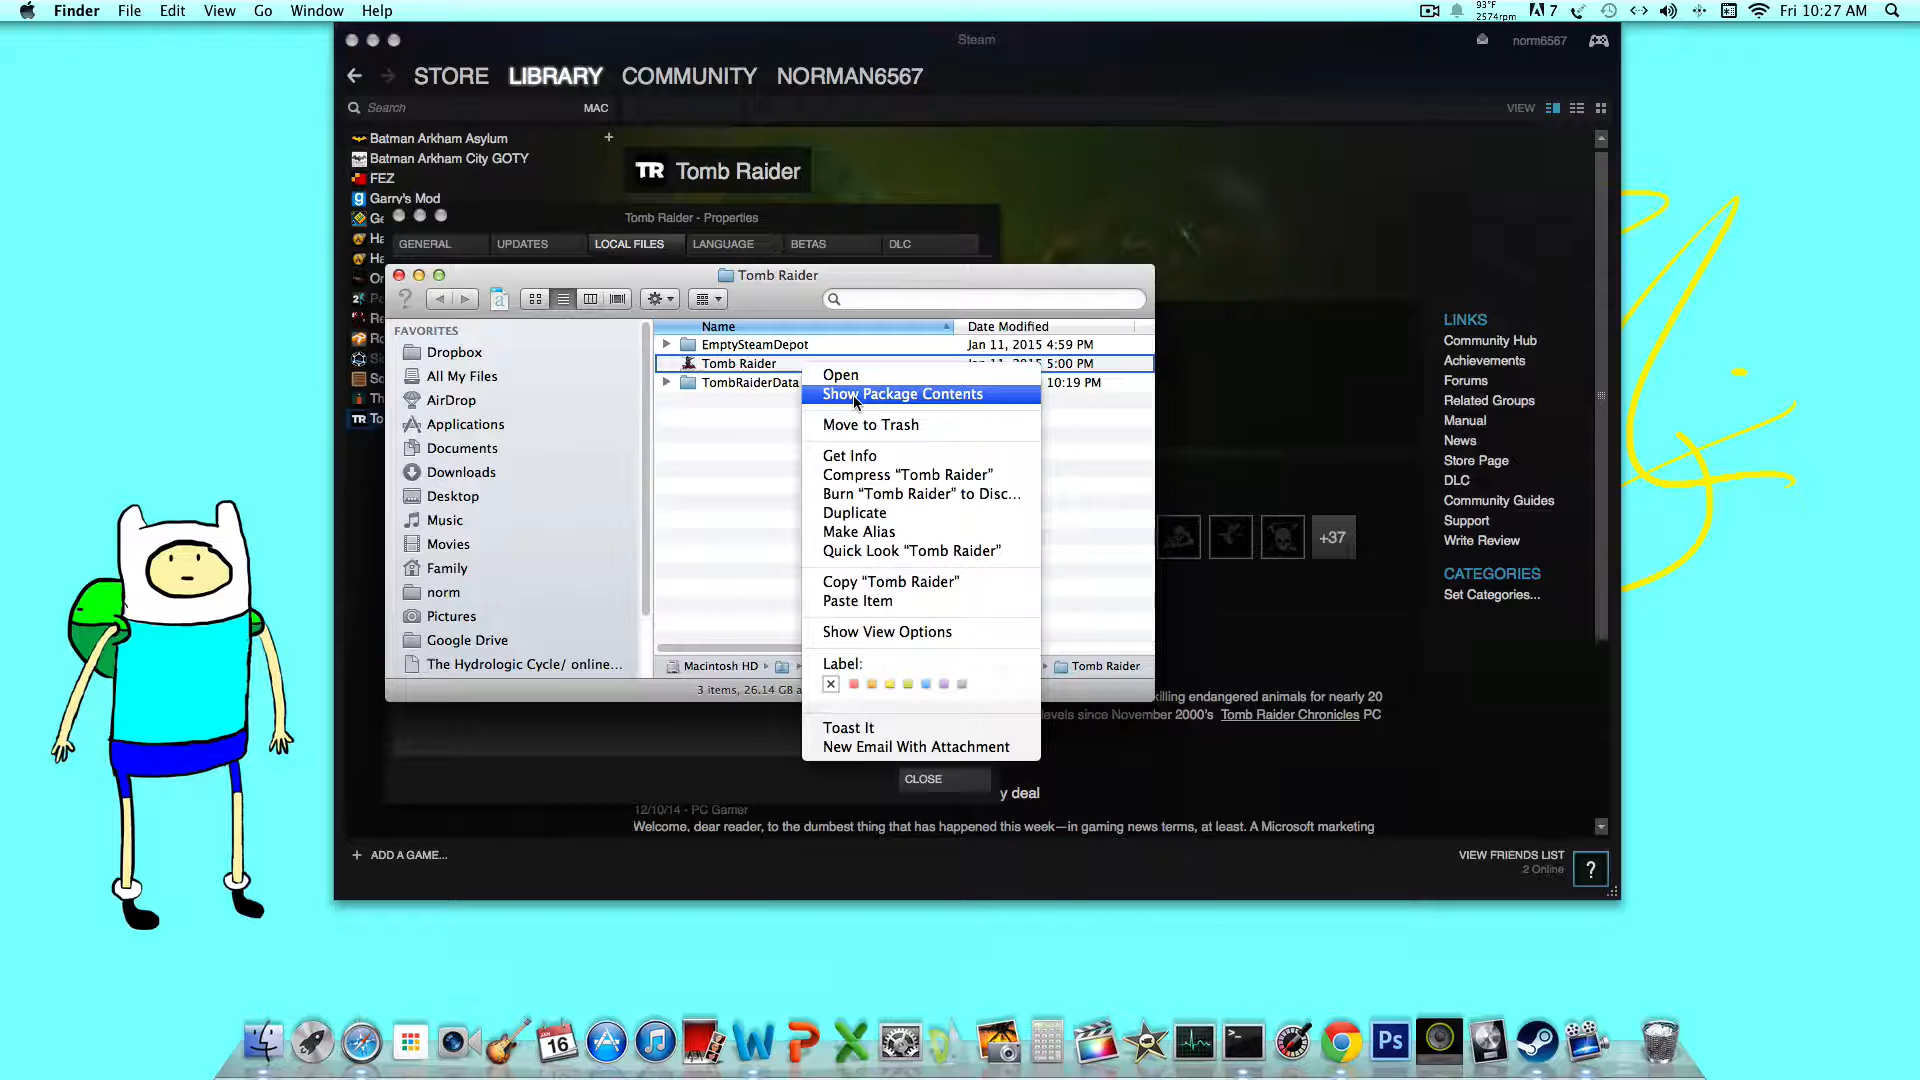 Finder File Edit View Go Window Help
93°F
2574rpm
7
Fri 10:27 AM
Steam
norm6567
STORE LIBRARY COMMUNITY NORMAN6567
Search
MAC
VIEW
Batman Arkham Asylum
+
Batman Arkham City GOTY
FEZ
Garry's Mod
TR Tomb Raider
Tomb Raider - Properties
GENERAL UPDATES LOCAL FILES LANGUAGE BETAS DLC
Tomb Raider
FAVORITES
Dropbox
All My Files
AirDrop
Applications
Documents
Downloads
Desktop
Music
Movies
Family
norm
Pictures
Google Drive
The Hydrologic Cycle/ online...
Name Date Modified
EmptySteamDepot Jan 11, 2015 4:59 PM
Tomb Raider Jan 11, 2015 5:00 PM
TombRaiderData 10:19 PM
Macintosh HD
Tomb Raider
3 items, 26.14 GB
Open
Show Package Contents
Move to Trash
Get Info
Compress “Tomb Raider”
Burn “Tomb Raider” to Disc...
Duplicate
Make Alias
Quick Look “Tomb Raider”
Copy “Tomb Raider”
Paste Item
Show View Options
Label:
Toast It
New Email With Attachment
CLOSE
LINKS
Community Hub
Achievements
Forums
Related Groups
Manual
News
Store Page
DLC
Community Guides
Support
Write Review
CATEGORIES
Set Categories...
+37
killing endangered animals for nearly 20
levels since November 2000's Tomb Raider Chronicles PC
y deal
12/10/14 - PC Gamer
Welcome, dear reader, to the dumbest thing that has happened this week—in gaming news terms, at least. A Microsoft marketing
+ ADD A GAME...
VIEW FRIENDS LIST
2 Online
?
JAN
16
Ps